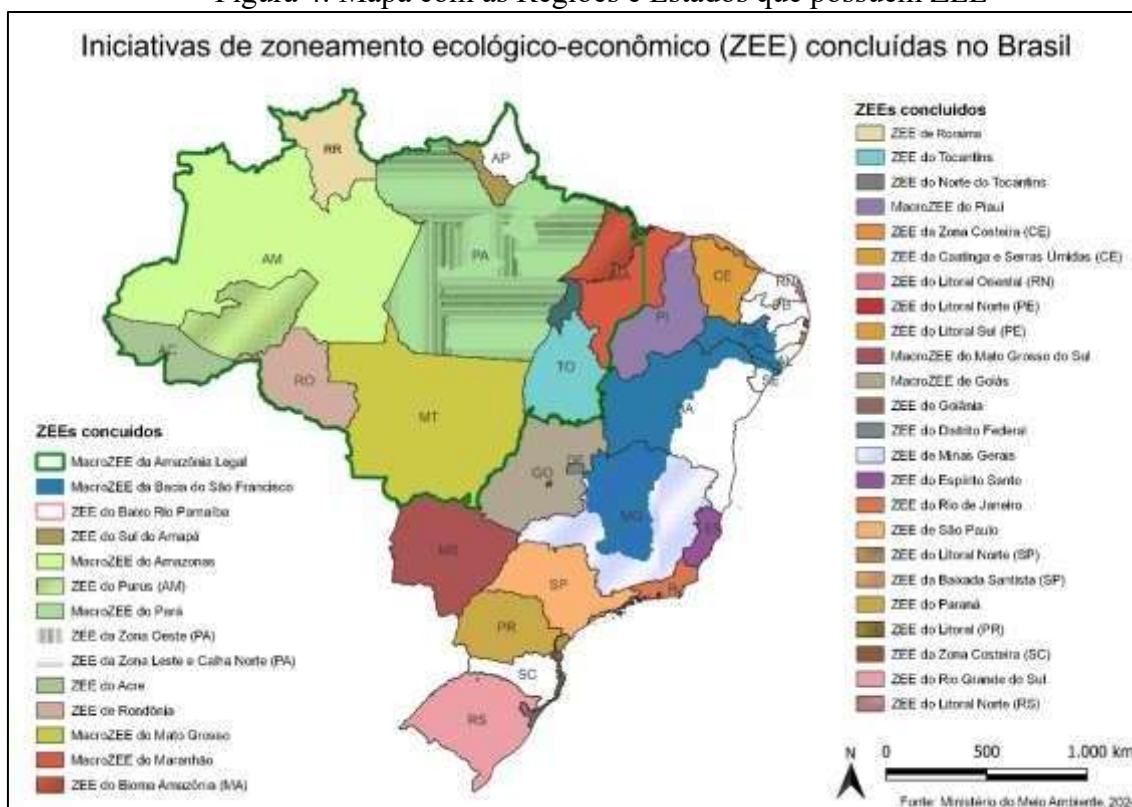 Figura 4: Mapa com as Regiões e Estados que possuem ZEE
Iniciativas de zoneamento ecológico-econômico (ZEE) concluídas no Brasil
RR
AP
AM
PA
CE
RN
PB
PI
AC
TO
SE
RO
BA
MT
GO
DF
MG
ES
MS
SP
RJ
PR
SC
RS
ZEEs concuidos
MacroZEE da Amazônia Legal
MacroZEE da Bacia do São Francisco
ZEE do Baixo Rio Parnaíba
ZEE do Sul do Amapá
MacroZEE do Amazonas
ZEE do Purus (AM)
MacroZEE do Pará
ZEE da Zona Oeste (PA)
ZEE da Zona Leste e Calha Norte (PA)
ZEE do Acre
ZEE de Rondônia
MacroZEE do Mato Grosso
MacroZEE do Maranhão
ZEE do Bioma Amazônia (MA)
ZEEs concluidos
ZEE de Roraima
ZEE do Tocantins
ZEE do Norte do Tocantins
MacroZEE do Piauí
ZEE da Zona Costeira (CE)
ZEE da Caatinga e Serras Úmidas (CE)
ZEE do Litoral Oriental (RN)
ZEE do Litoral Norte (PE)
ZEE do Litoral Sul (PE)
MacroZEE do Mato Grosso do Sul
MacroZEE de Goiás
ZEE de Goiânia
ZEE do Distrito Federal
ZEE de Minas Gerais
ZEE do Espírito Santo
ZEE do Rio de Janeiro
ZEE de São Paulo
ZEE do Litoral Norte (SP)
ZEE da Baixada Santista (SP)
ZEE do Paraná
ZEE do Litoral (PR)
ZEE da Zona Costeira (SC)
ZEE do Rio Grande do Sul
ZEE do Litoral Norte (RS)
N
0 500 1.000 km
Fonte: Ministério do Meio Ambiente,